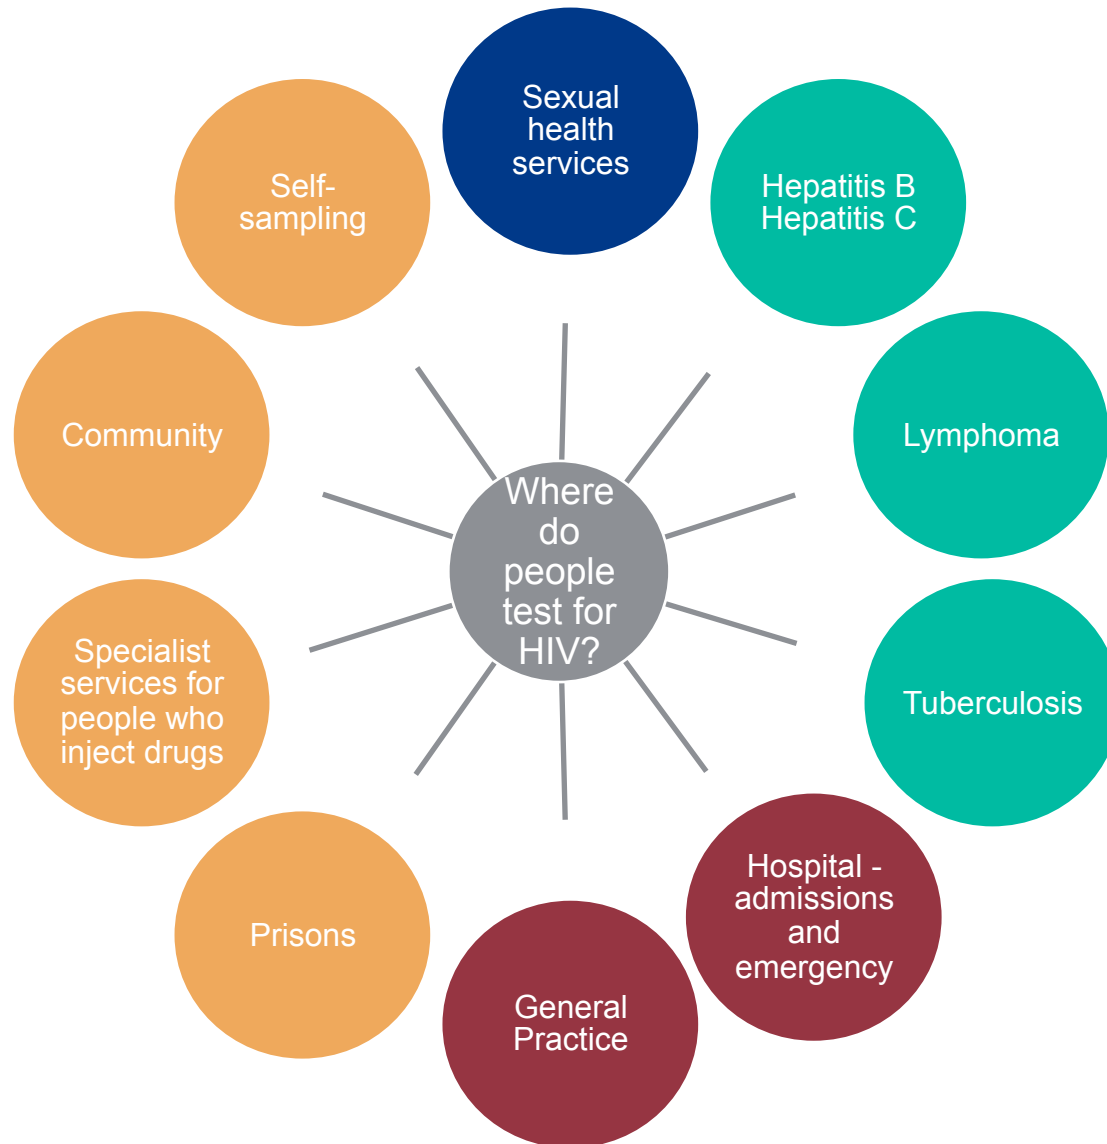 Sexual
health
services
Hepatitis B
Hepatitis C
Lymphoma
Tuberculosis
Hospital -
admissions
and
emergency
General
Practice
Prisons
Specialist
services for
people who
inject drugs
Community
Self-
sampling
Where
do
people
test for
HIV?